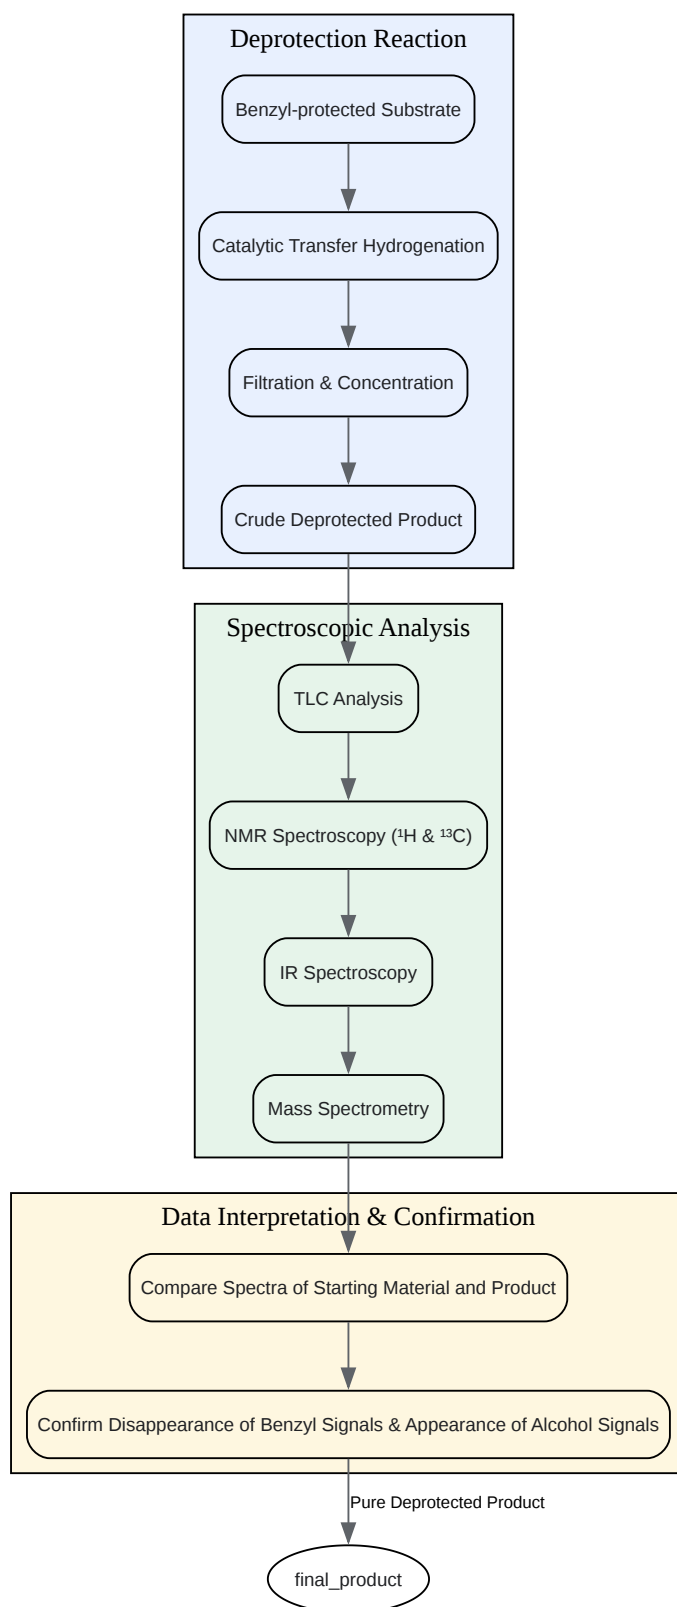 Deprotection Reaction
Benzyl-protected Substrate
Catalytic Transfer Hydrogenation
Filtration & Concentration
Crude Deprotected Product
Spectroscopic Analysis
TLC Analysis
NMR Spectroscopy (¹H & ¹³C)
IR Spectroscopy
Mass Spectrometry
Data Interpretation & Confirmation
Compare Spectra of Starting Material and Product
Confirm Disappearance of Benzyl Signals & Appearance of Alcohol Signals
Pure Deprotected Product
final_product